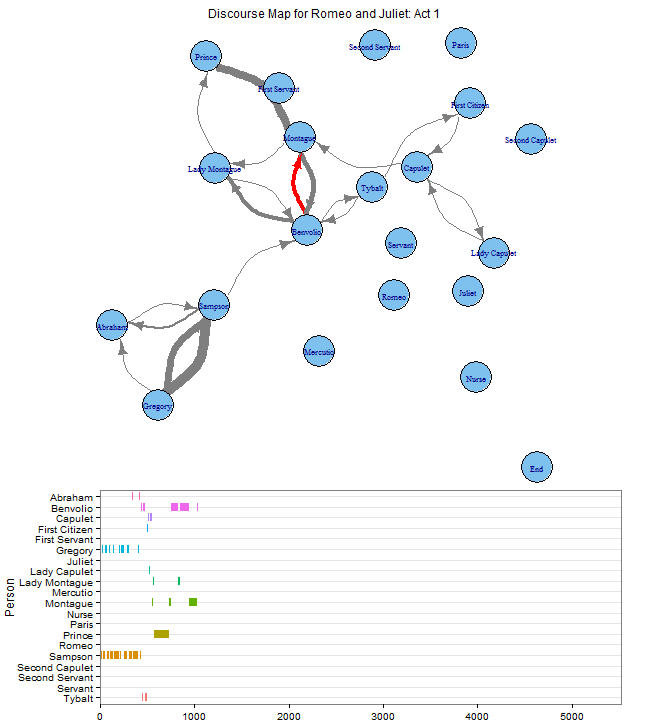 Discourse Map for Romeo and Juliet: Act 1
Second Servant
Paris
Prince
First Servant
First Citizen
Montague
Second Capulet
Lady Montague
Capulet
Tybalt
Benvolio
Servant
Lady Capulet
Romeo
Juliet
Sampson
Abraham
Mercutio
Nurse
Gregory
End
Person
Abraham
Benvolio
Capulet
First Citizen
First Servant
Gregory
Juliet
Lady Capulet
Lady Montague
Mercutio
Montague
Nurse
Paris
Prince
Romeo
Sampson
Second Capulet
Second Servant
Servant
Tybalt
0 1000 2000 3000 4000 5000